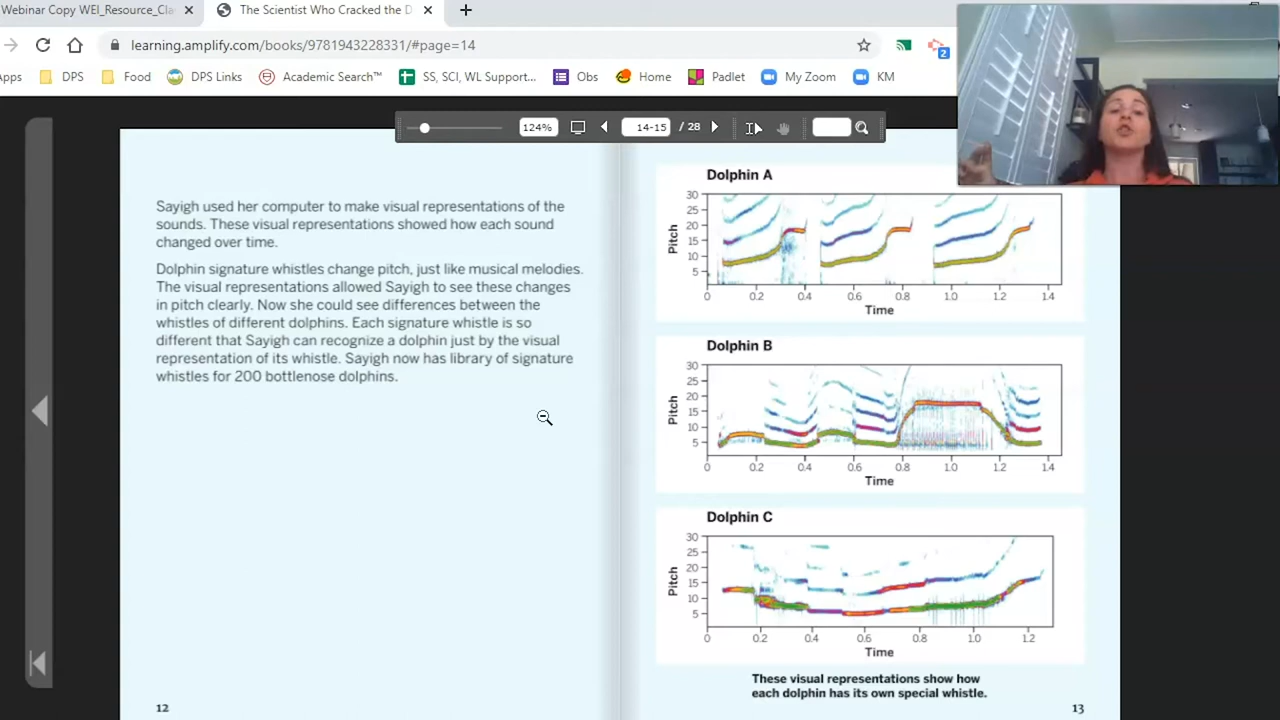 Webinar Copy WEI_Resource_Cla
The Scientist Who Cracked the D
learning.amplify.com/books/9781943228331/#page=14
2
Apps
DPS
Food
DPS Links
Academic Search™
SS, SCI, WL Support...
Obs
Home
Padlet
My Zoom
KM
124%
14-15 / 28
Sayigh used her computer to make visual representations of the
sounds. These visual representations showed how each sound
changed over time.
Dolphin signature whistles change pitch, just like musical melodies.
The visual representations allowed Sayigh to see these changes
in pitch clearly. Now she could see differences between the
whistles of different dolphins. Each signature whistle is so
different that Sayigh can recognize a dolphin just by the visual
representation of its whistle. Sayigh now has library of signature
whistles for 200 bottlenose dolphins.
12
Dolphin A
Pitch
30
25
20
15
10
5
0 0.2 0.4 0.6 0.8 1.0 1.2 1.4
Time
Dolphin B
Pitch
30
25
20
15
10
5
0 0.2 0.4 0.6 0.8 1.0 1.2 1.4
Time
Dolphin C
Pitch
30
25
20
15
10
5
0 0.2 0.4 0.6 0.8 1.0 1.2
Time
These visual representations show how
each dolphin has its own special whistle.
13